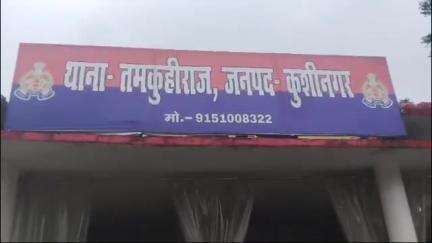 थाना- तमकुहीराज, जनपद- कुशीनगर
मो.- 9151008322